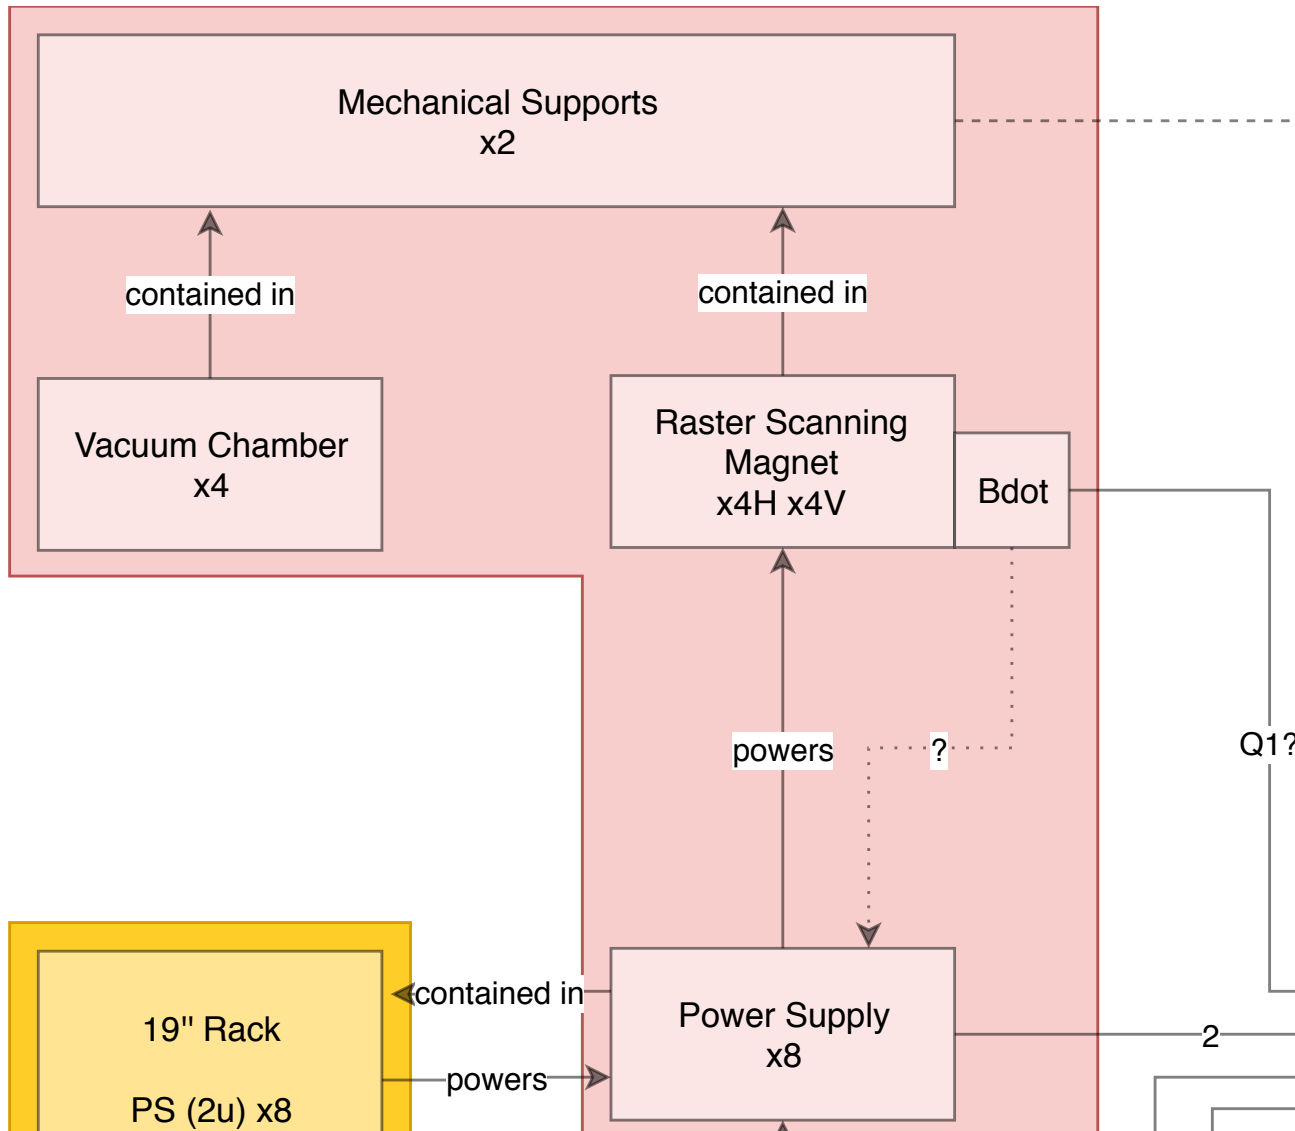 Mechanical Supports
x2
contained in
contained in
Vacuum Chamber
x4
Raster Scanning
Magnet
x4H x4V
Bdot
powers
?
Q1?
contained in
19" Rack
PS (2u) x8
powers
Power Supply
x8
2